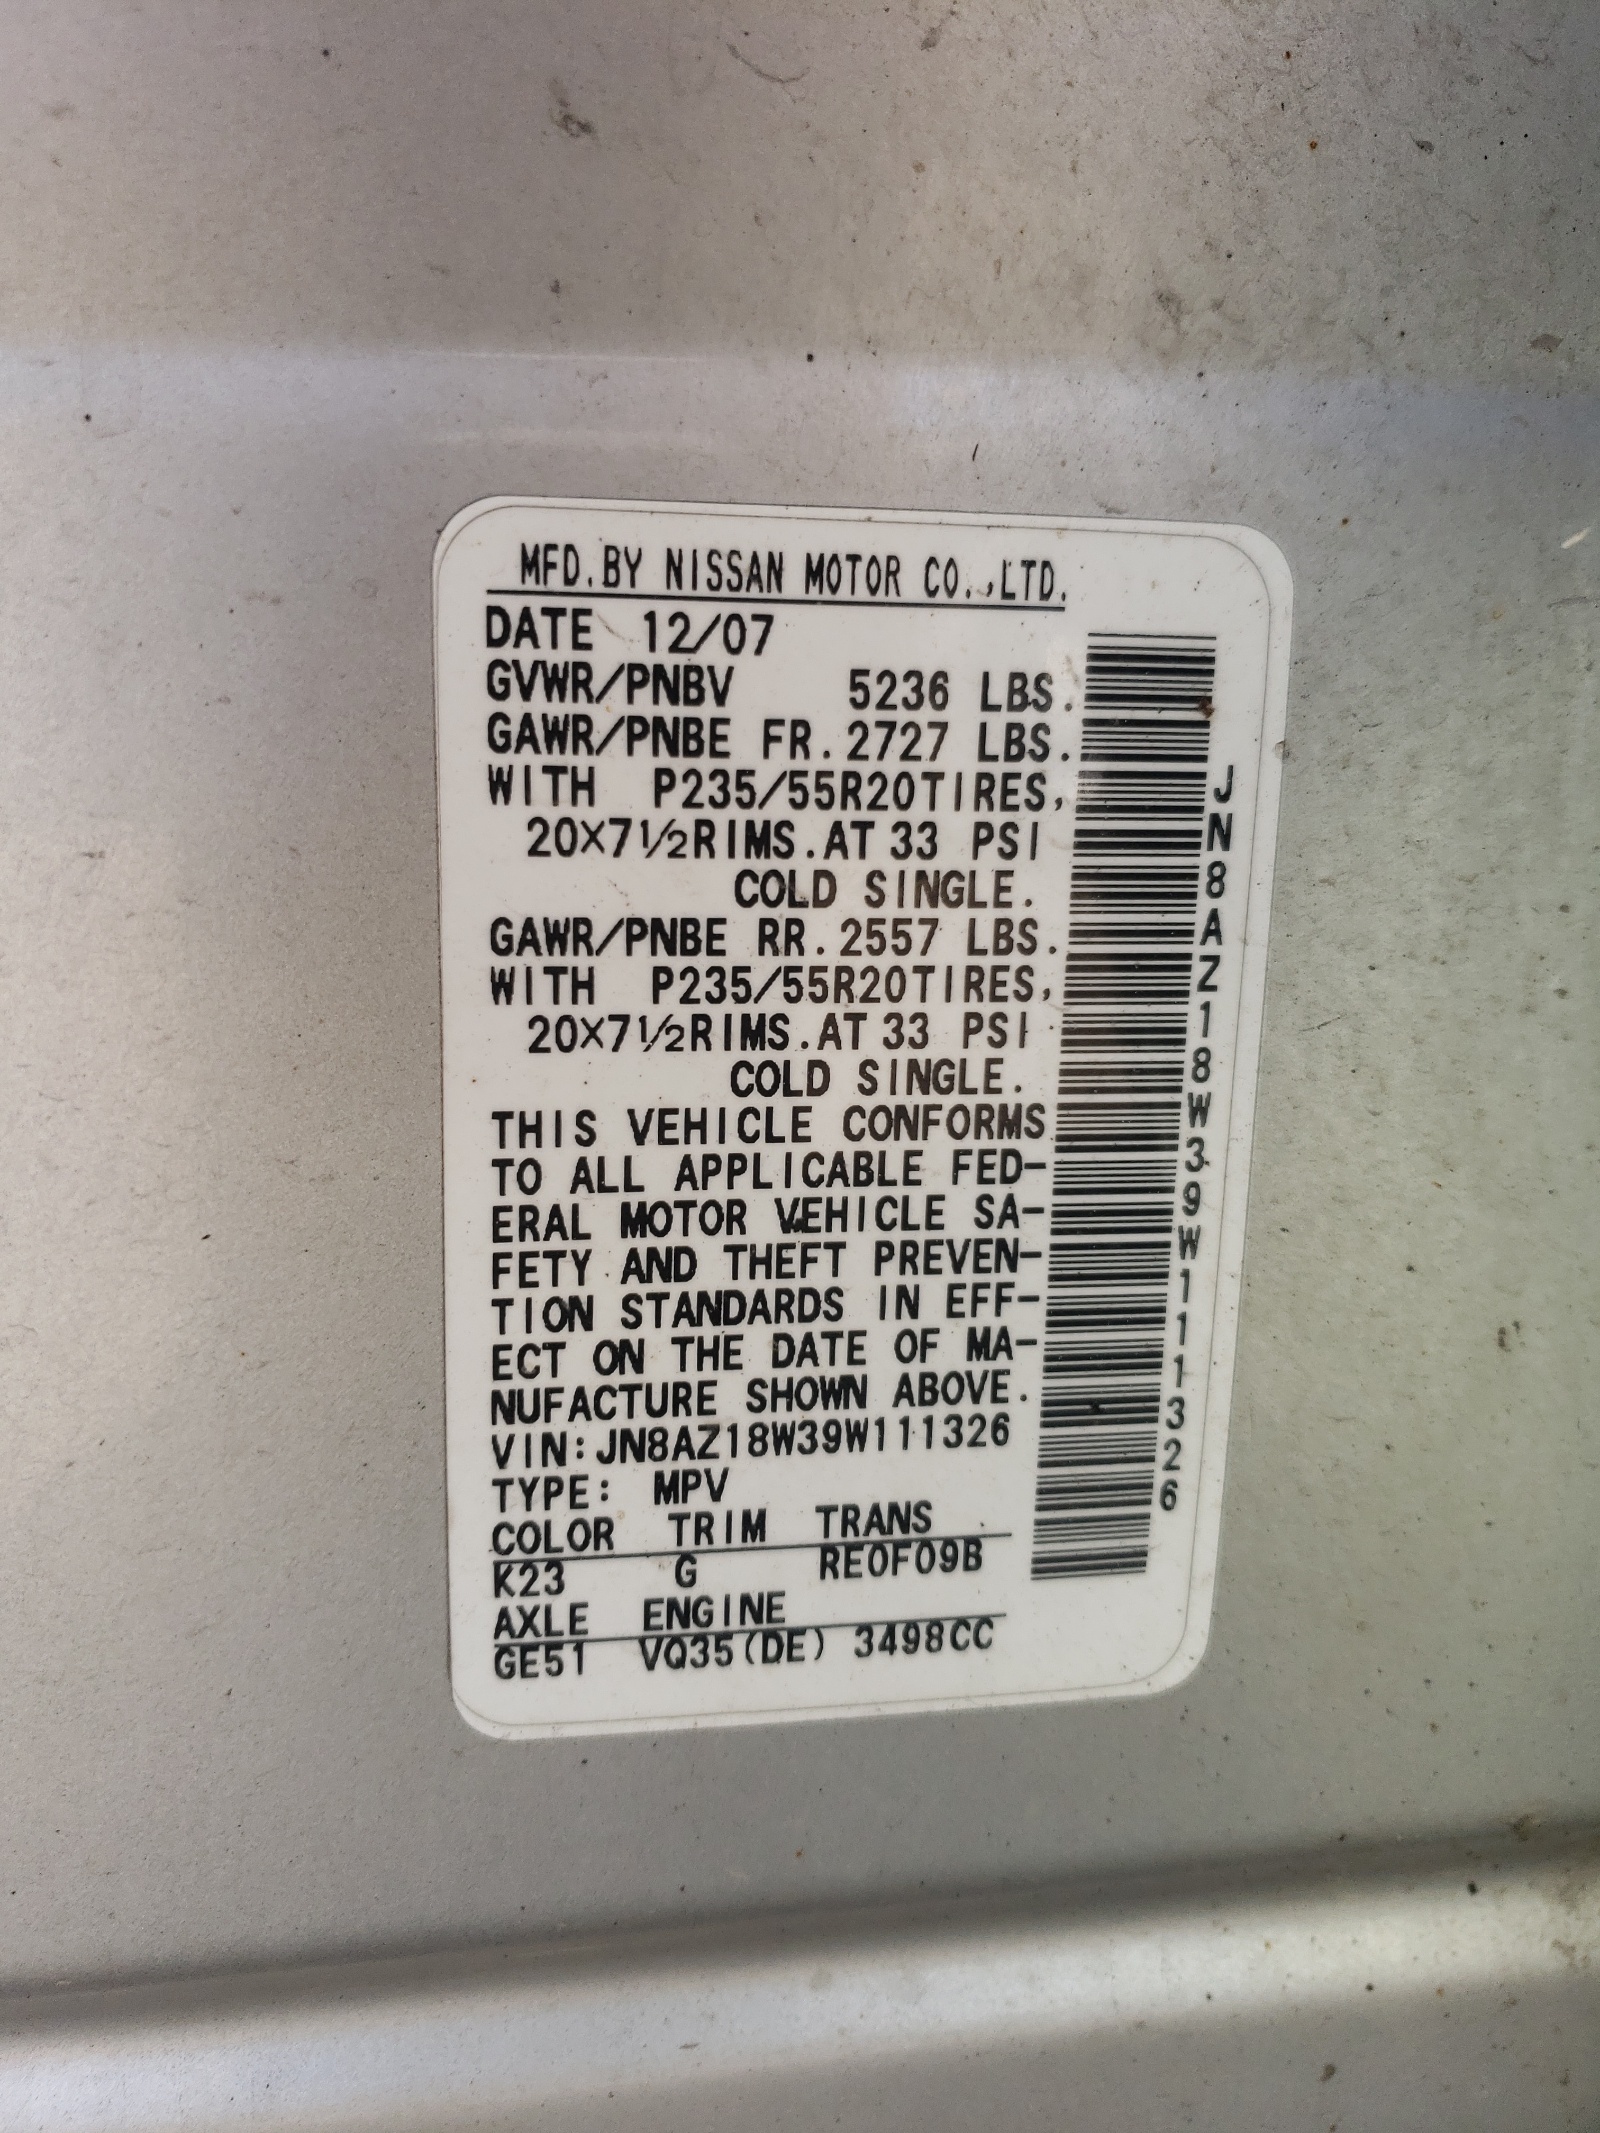 MFD.BY NISSAN MOTOR CO.,LTD.
DATE 12/07
GVWR/PNBV 5236 LBS.
GAWR/PNBE FR.2727 LBS.
WITH P235/55R20TIRES,
20X7½RIMS.AT 33 PSI
COLD SINGLE.
GAWR/PNBE RR.2557 LBS.
WITH P235/55R20TIRES,
20X7½RIMS.AT 33 PSI
COLD SINGLE.
THIS VEHICLE CONFORMS
TO ALL APPLICABLE FED-
ERAL MOTOR VEHICLE SA-
FETY AND THEFT PREVEN-
TION STANDARDS IN EFF-
ECT ON THE DATE OF MA-
NUFACTURE SHOWN ABOVE.
VIN:JN8AZ18W39W111326
TYPE: MPV
COLOR TRIM TRANS
K23 G RE0F09B
AXLE ENGINE
GE51 VQ35(DE) 3498CC
JN8AZ18W39W111326